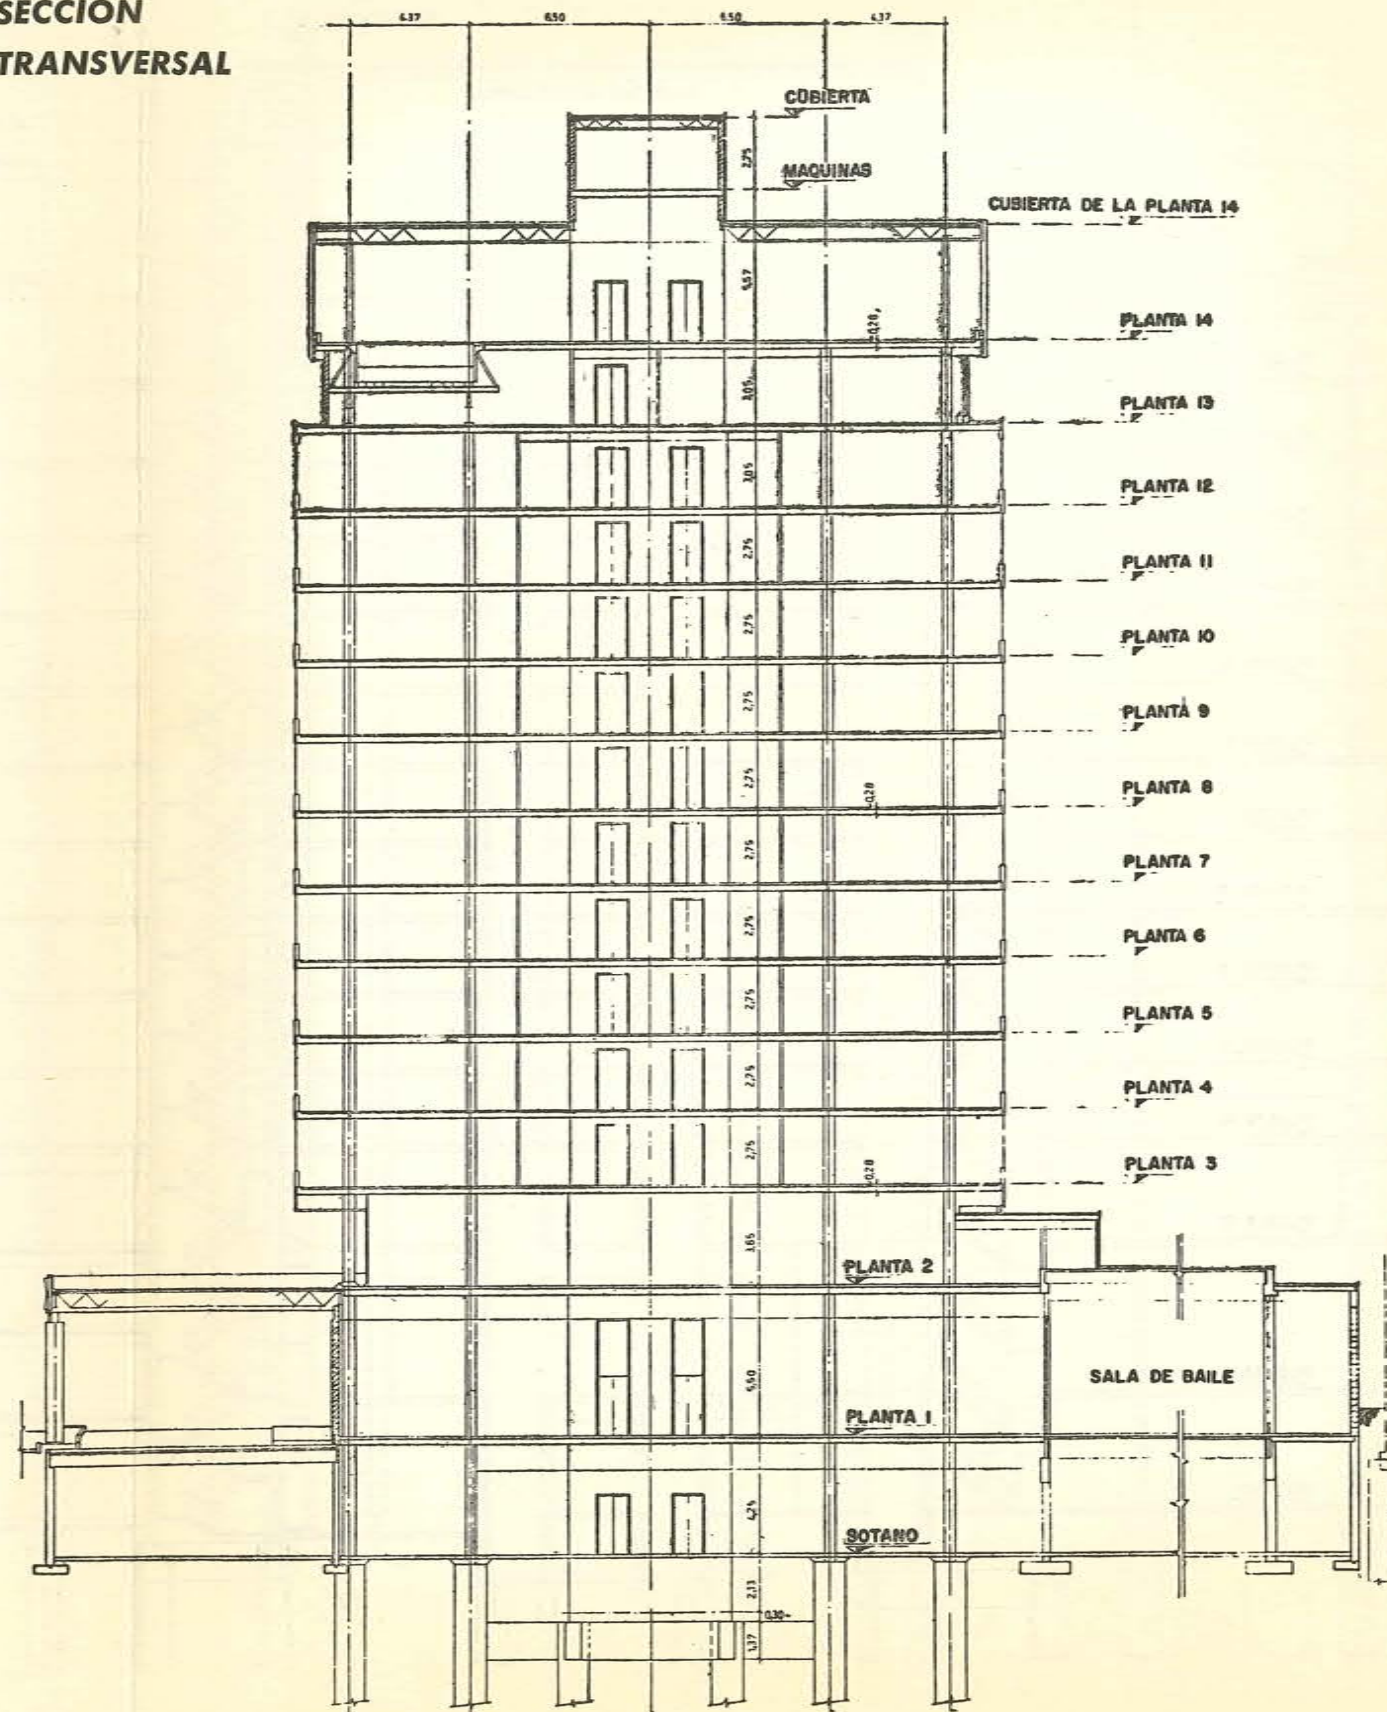 SECCION
TRANSVERSAL
4.37 6.50 6.50 4.37
CUBIERTA
2,75
MAQUINAS
CUBIERTA DE LA PLANTA 14
5,57
0,28
PLANTA 14
3,05
PLANTA 13
3,05
PLANTA 12
2,75
PLANTA 11
2,75
PLANTA 10
2,75
PLANTA 9
2,75
0,28
PLANTA 8
2,75
PLANTA 7
2,75
PLANTA 6
2,75
PLANTA 5
2,75
PLANTA 4
2,75
0,28
PLANTA 3
3,65
PLANTA 2
SALA DE BAILE
5,50
PLANTA 1
4,25
SOTANO
2,13
0,30
1,37